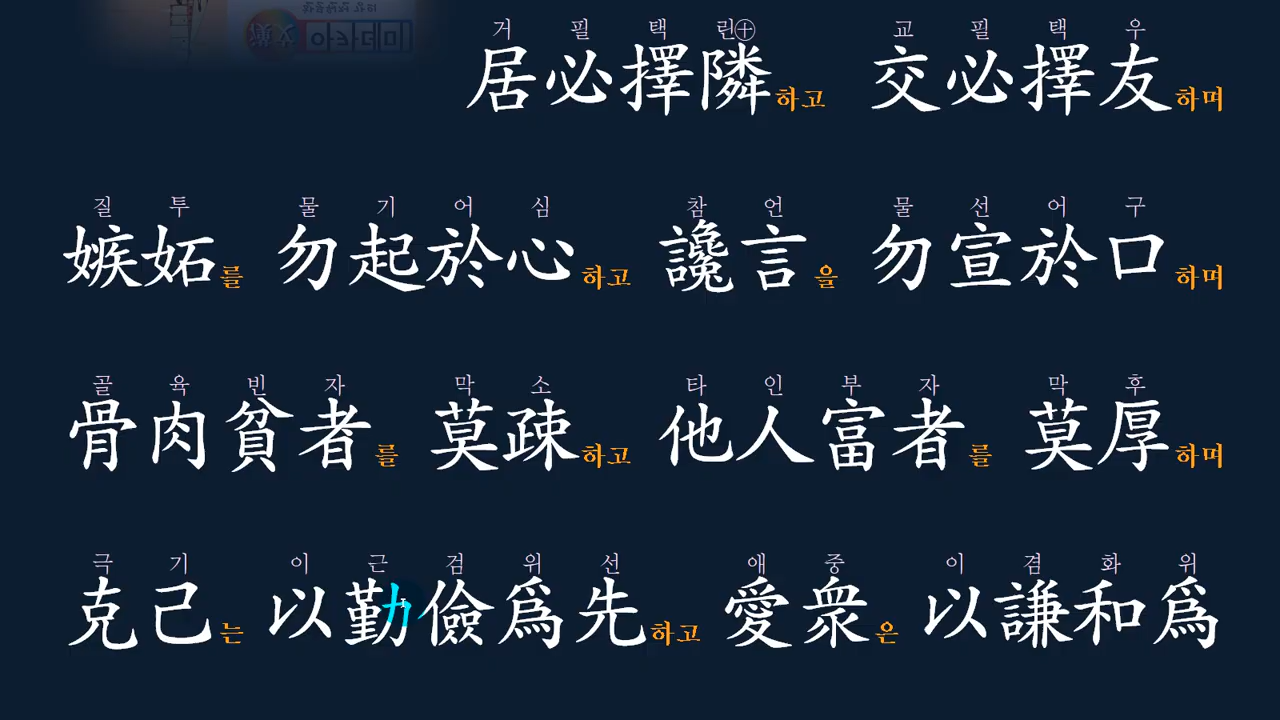 거 필 택 린㊉ 교 필 택 우
居必擇隣하고 交必擇友하며
질 투 물 기 어 심 참 언 물 선 어 구
嫉妬를 勿起於心하고 讒言을 勿宣於口하며
골 육 빈 자 막 소 타 인 부 자 막 후
骨肉貧者를 莫疎하고 他人富者를 莫厚하며
극 기 이 근 검 위 선 애 중 이 겸 화 위
克己는 以勤儉爲先하고 愛衆은 以謙和爲